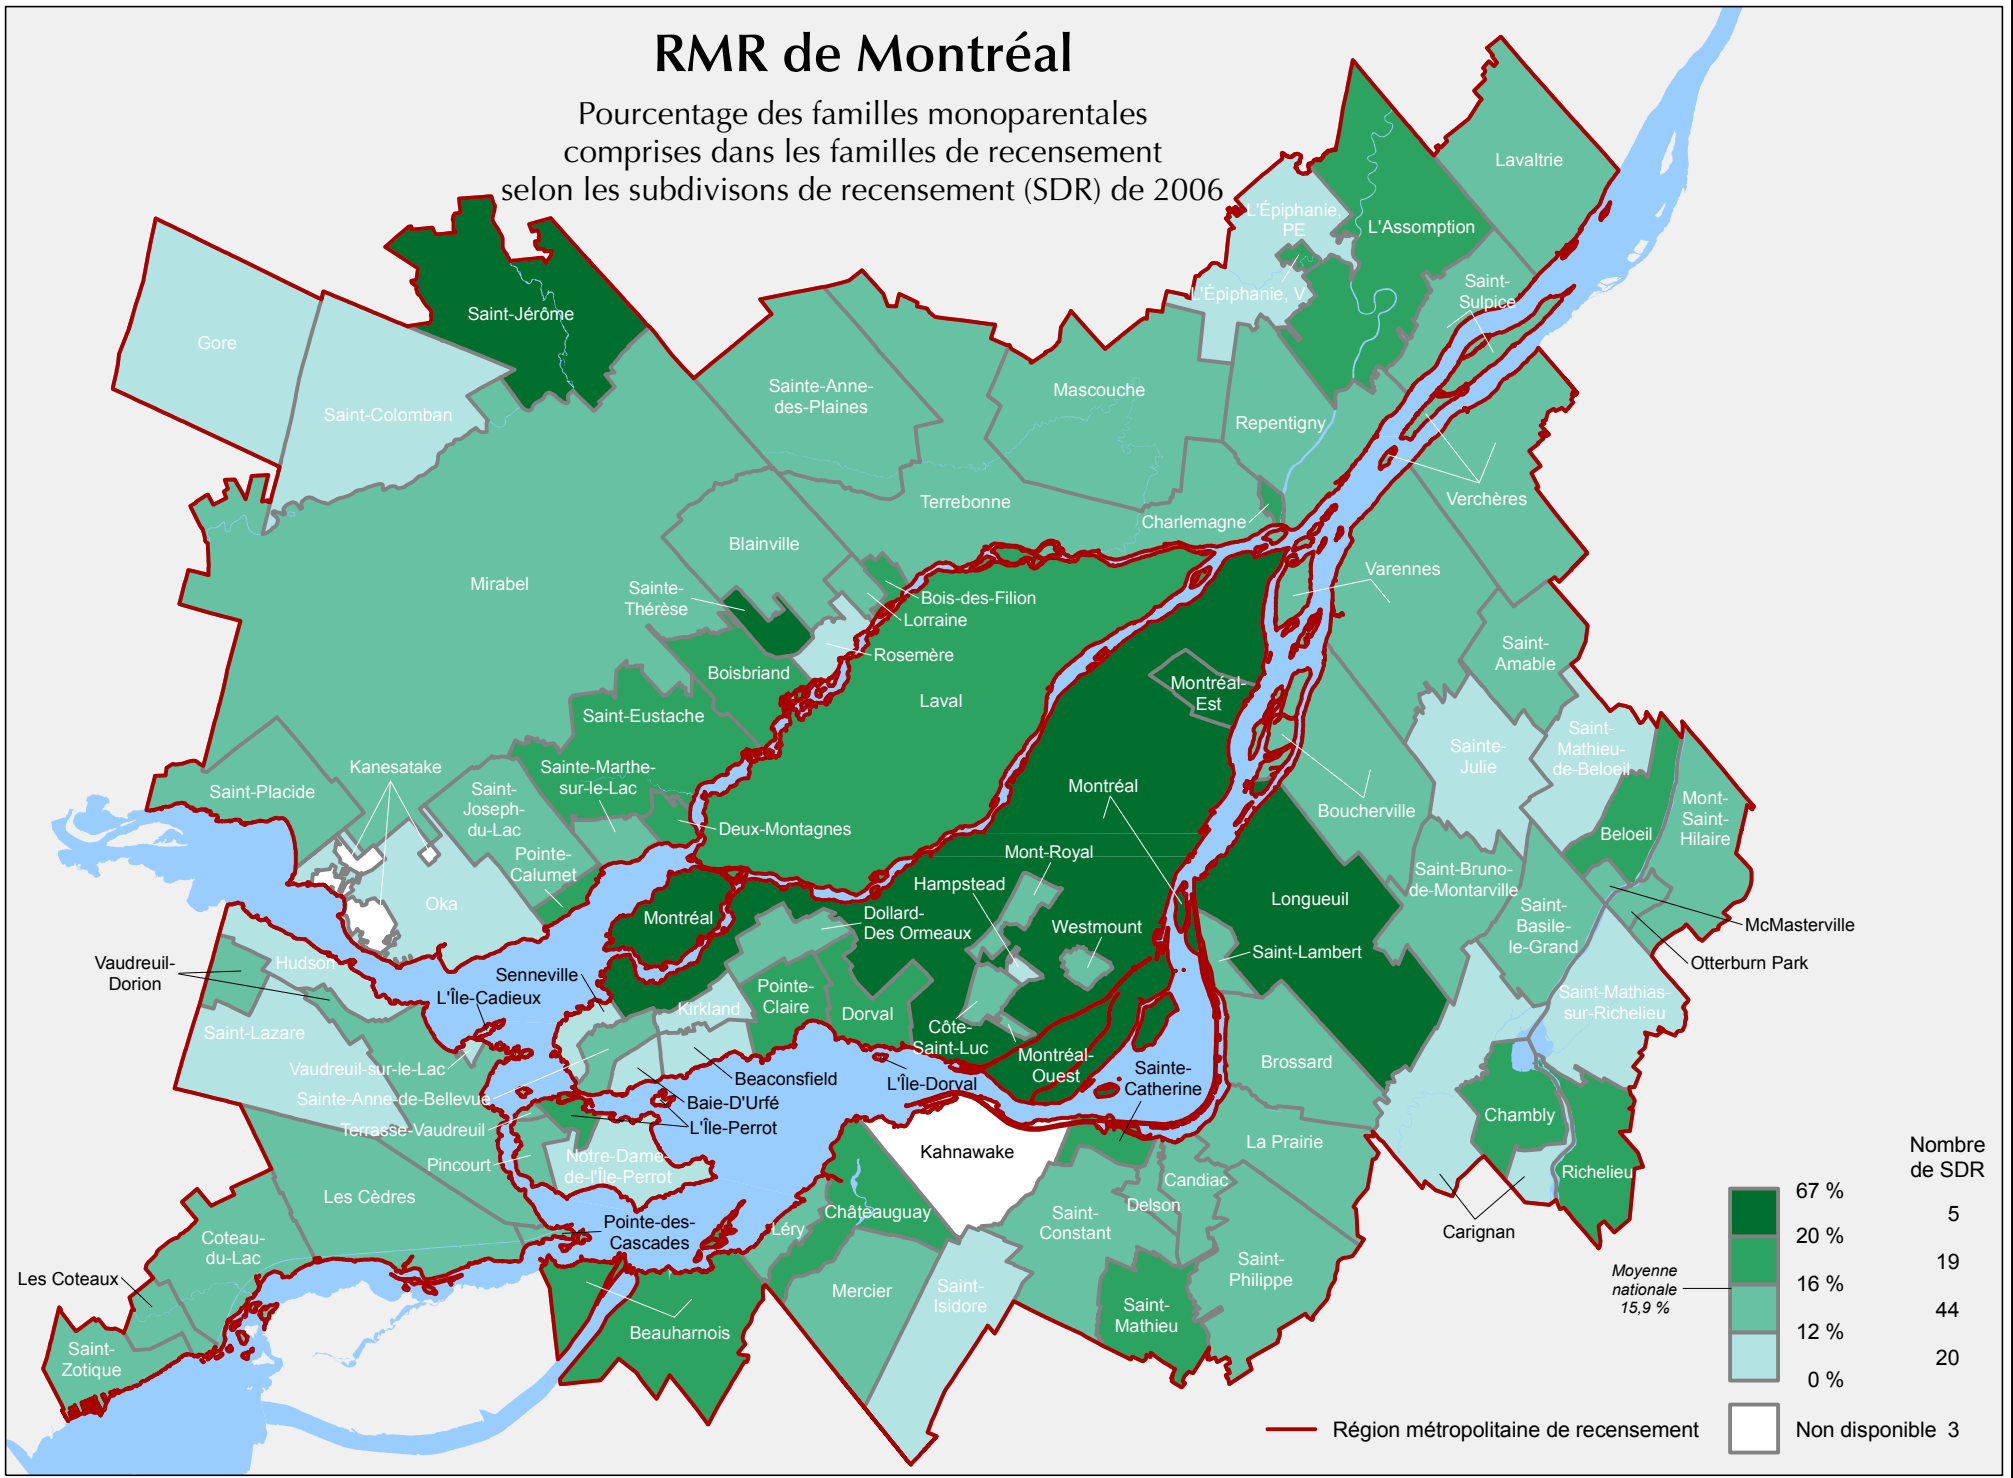 RMR de Montréal
Pourcentage des familles monoparentales
comprises dans les familles de recensement
selon les subdivisons de recensement (SDR) de 2006
Lavaltrie
L'Épiphanie,
PE
L'Assomption
Saint-
Sulpice
L'Épiphanie, V
Saint-Jérôme
Gore
Saint-Colomban
Sainte-Anne-
des-Plaines
Mascouche
Repentigny
Verchères
Terrebonne
Charlemagne
Blainville
Mirabel
Sainte-
Thérèse
Varennes
Bois-des-Filion
Lorraine
Rosemère
Saint-
Amable
Boisbriand
Montréal-
Est
Laval
Saint-Eustache
Saint-
Mathieu-
de-Beloeil
Sainte-
Julie
Kanesatake
Sainte-Marthe-
sur-le-Lac
Saint-Placide
Saint-
Joseph-
du-Lac
Montréal
Boucherville
Mont-
Saint-
Hilaire
Deux-Montagnes
Beloeil
Pointe-
Calumet
Mont-Royal
Hampstead
Saint-Bruno-
de-Montarville
Longueuil
Oka
Montréal
Dollard-
Des Ormeaux
Westmount
Saint-
Basile-
le-Grand
McMasterville
Saint-Lambert
Otterburn Park
Vaudreuil-
Dorion
Hudson
Senneville
L'Île-Cadieux
Kirkland
Pointe-
Claire
Dorval
Saint-Mathias-
sur-Richelieu
Saint-Lazare
Côte-
Saint-Luc
Montréal-
Ouest
Vaudreuil-sur-le-Lac
Brossard
Beaconsfield
L'Île-Dorval
Sainte-
Catherine
Sainte-Anne-de-Bellevue
Baie-D'Urfé
Terrasse-Vaudreuil
L'Île-Perrot
Chambly
Kahnawake
La Prairie
Pincourt
Notre-Dame-
de-l'Île-Perrot
Richelieu
Candiac
Les Cèdres
Delson
Châteauguay
Léry
Saint-
Constant
Carignan
Pointe-des-
Cascades
Coteau-
du-Lac
Saint-
Philippe
Les Coteaux
Mercier
Saint-
Isidore
Saint-
Mathieu
Beauharnois
Saint-
Zotique
Nombre
de SDR
67 %
5
20 %
19
16 %
Moyenne
nationale
15,9 %
44
12 %
20
0 %
Région métropolitaine de recensement
Non disponible 3